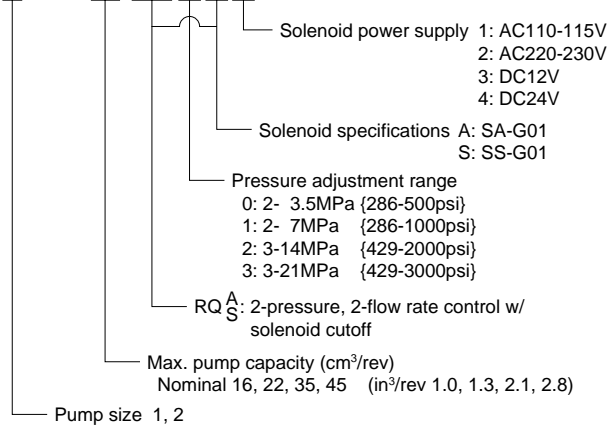 Solenoid power supply 1: AC110-115V
2: AC220-230V
3: DC12V
4: DC24V
Solenoid specifications A: SA-G01
S: SS-G01
Pressure adjustment range
0: 2- 3.5MPa {286-500psi}
1: 2- 7MPa {286-1000psi}
2: 3-14MPa {429-2000psi}
3: 3-21MPa {429-3000psi}
RQ A/S: 2-pressure, 2-flow rate control w/
solenoid cutoff
Max. pump capacity (cm³/rev)
Nominal 16, 22, 35, 45 (in³/rev 1.0, 1.3, 2.1, 2.8)
Pump size 1, 2